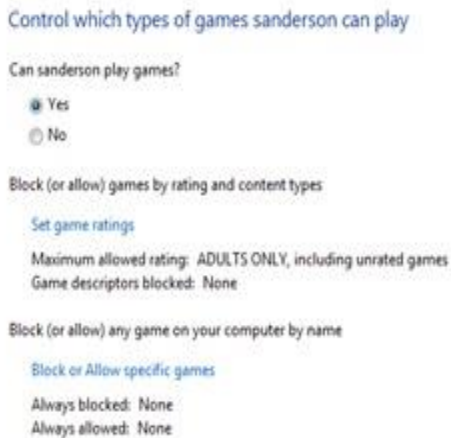 Control which types of games sanderson can play
Can sanderson play games?
Yes
No
Block (or allow) games by rating and content types
Set game ratings
Maximum allowed rating: ADULTS ONLY, including unrated games
Game descriptors blocked: None
Block (or allow) any game on your computer by name
Block or Allow specific games
Always blocked: None
Always allowed: None